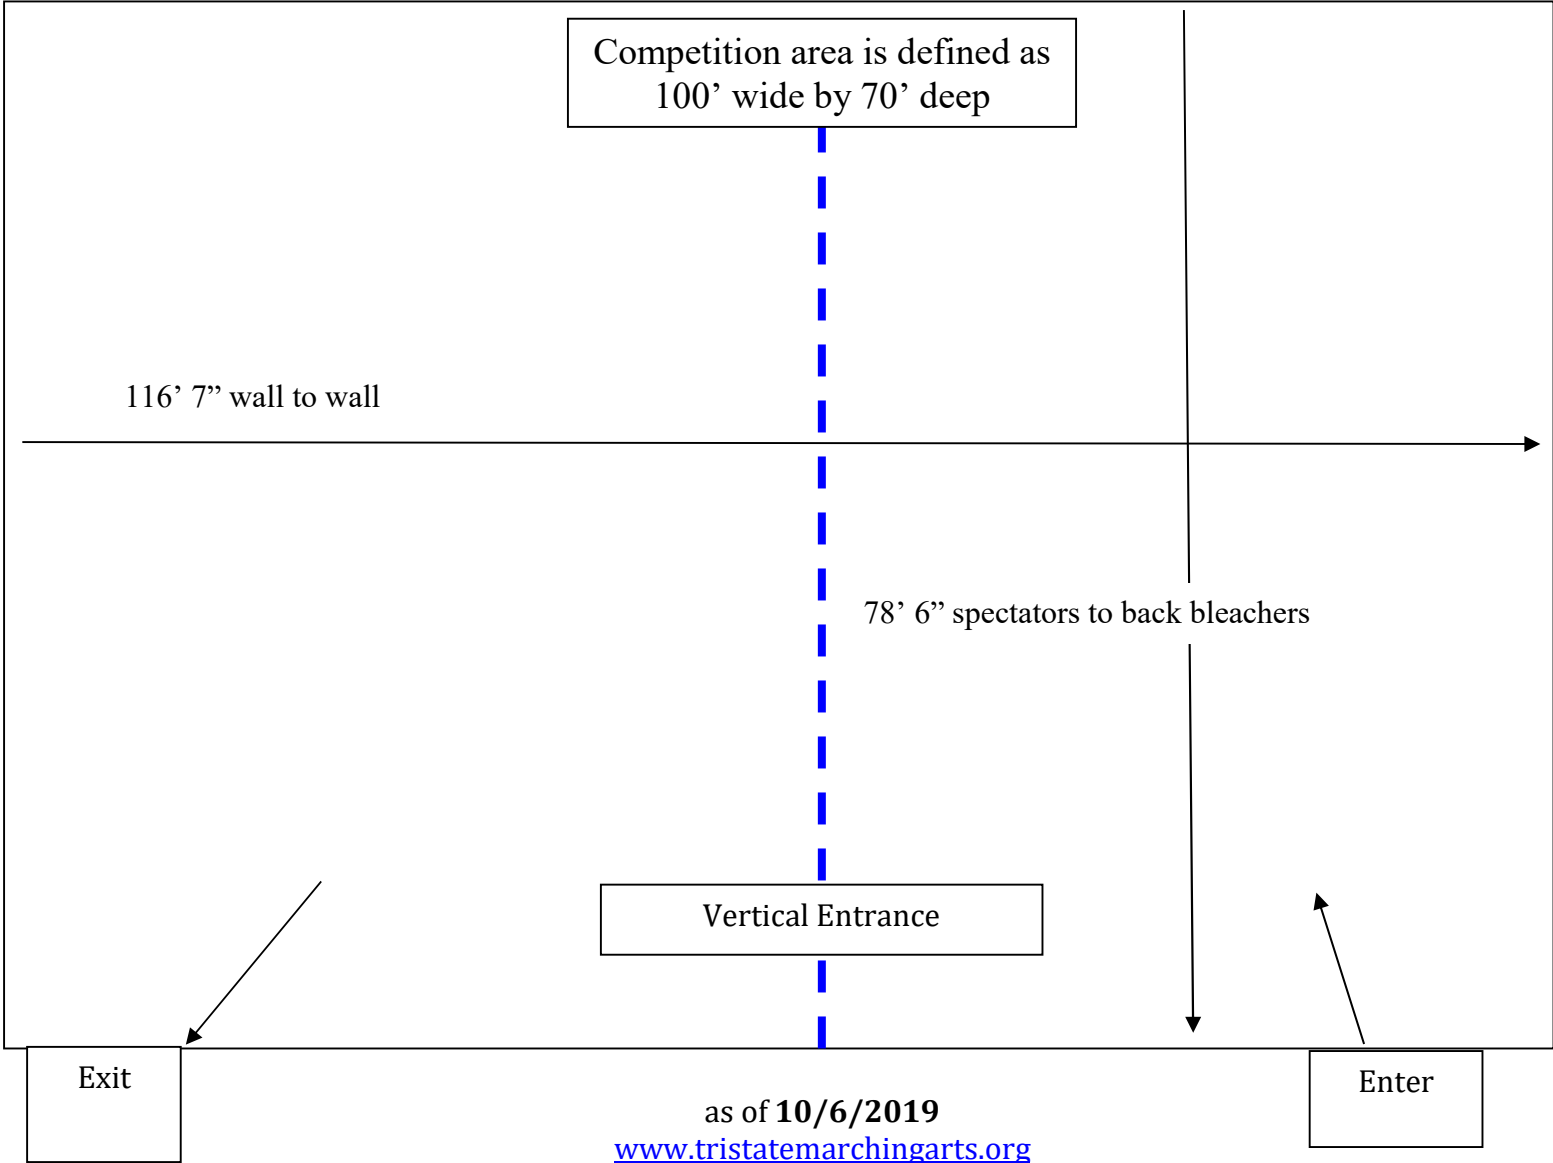 Competition area is defined as
100’ wide by 70’ deep
116’ 7” wall to wall
78’ 6” spectators to back bleachers
Vertical Entrance
Exit
Enter
as of 10/6/2019
www.tristatemarchingarts.org